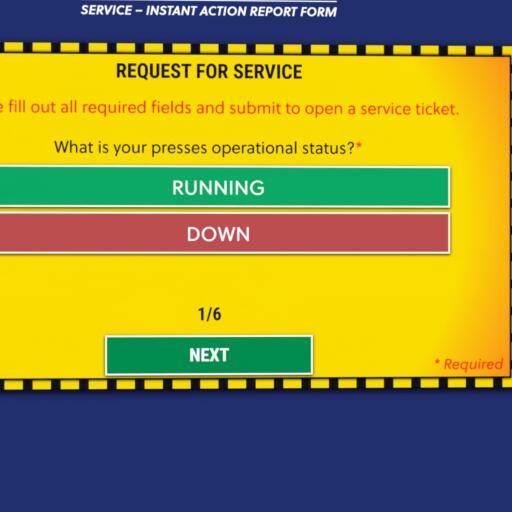 SERVICE – INSTANT ACTION REPORT FORM
REQUEST FOR SERVICE
fill out all required fields and submit to open a service ticket.
What is your presses operational status?*
RUNNING
DOWN
1/6
NEXT
* Required